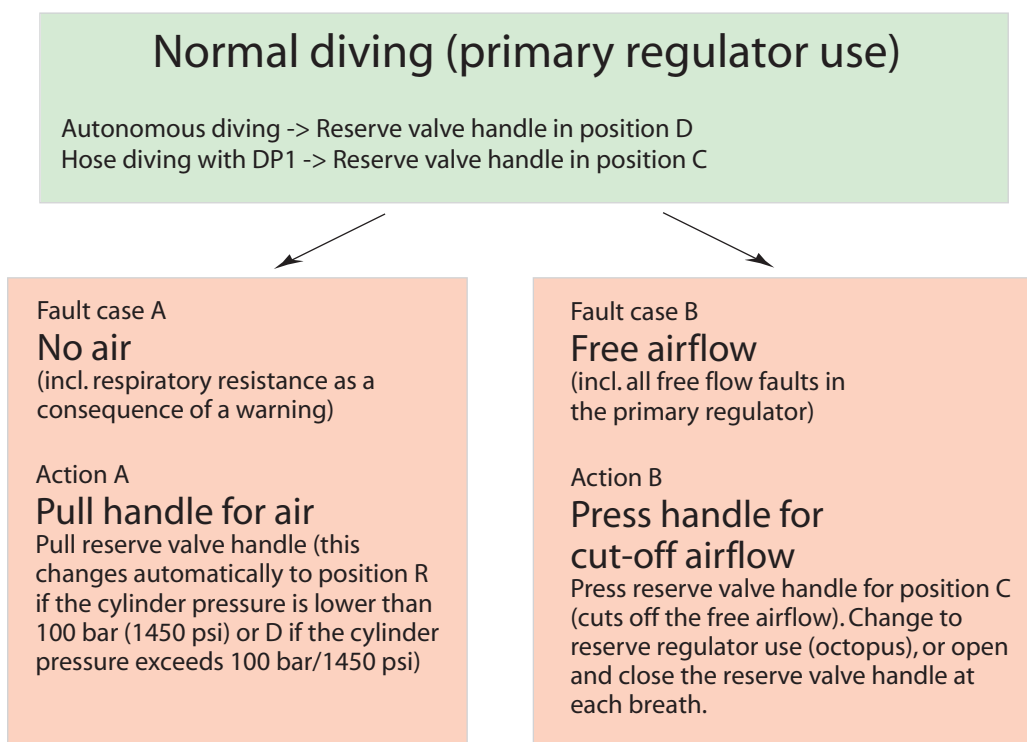 Normal diving (primary regulator use)
Autonomous diving -> Reserve valve handle in position D
Hose diving with DP1 -> Reserve valve handle in position C
Fault case A
No air
(incl. respiratory resistance as a
consequence of a warning)
Action A
Pull handle for air
Pull reserve valve handle (this
changes automatically to position R
if the cylinder pressure is lower than
100 bar (1450 psi) or D if the cylinder
pressure exceeds 100 bar/1450 psi)
Fault case B
Free airflow
(incl. all free flow faults in
the primary regulator)
Action B
Press handle for
cut-off airflow
Press reserve valve handle for position C
(cuts off the free airflow). Change to
reserve regulator use (octopus), or open
and close the reserve valve handle at
each breath.